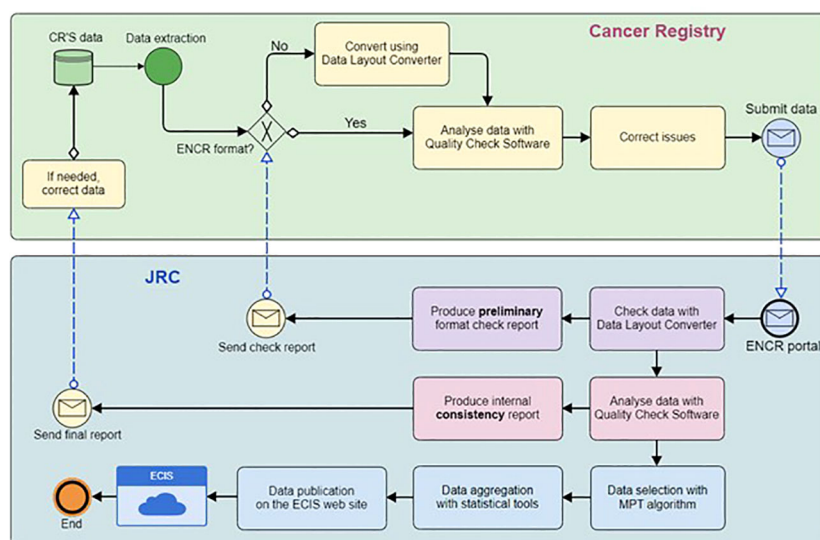 Cancer Registry
CR'S data
Data extraction
No
Convert using
Data Layout Converter
ENCR format?
X
Yes
Analyse data with
Quality Check Software
Correct issues
Submit data
If needed,
correct data
JRC
Send check report
Produce preliminary
format check report
Check data with
Data Layout Converter
ENCR portal
Send final report
Produce internal
consistency report
Analyse data with
Quality Check Software
End
ECIS
Data publication
on the ECIS web site
Data aggregation
with statistical tools
Data selection with
MPT algorithm